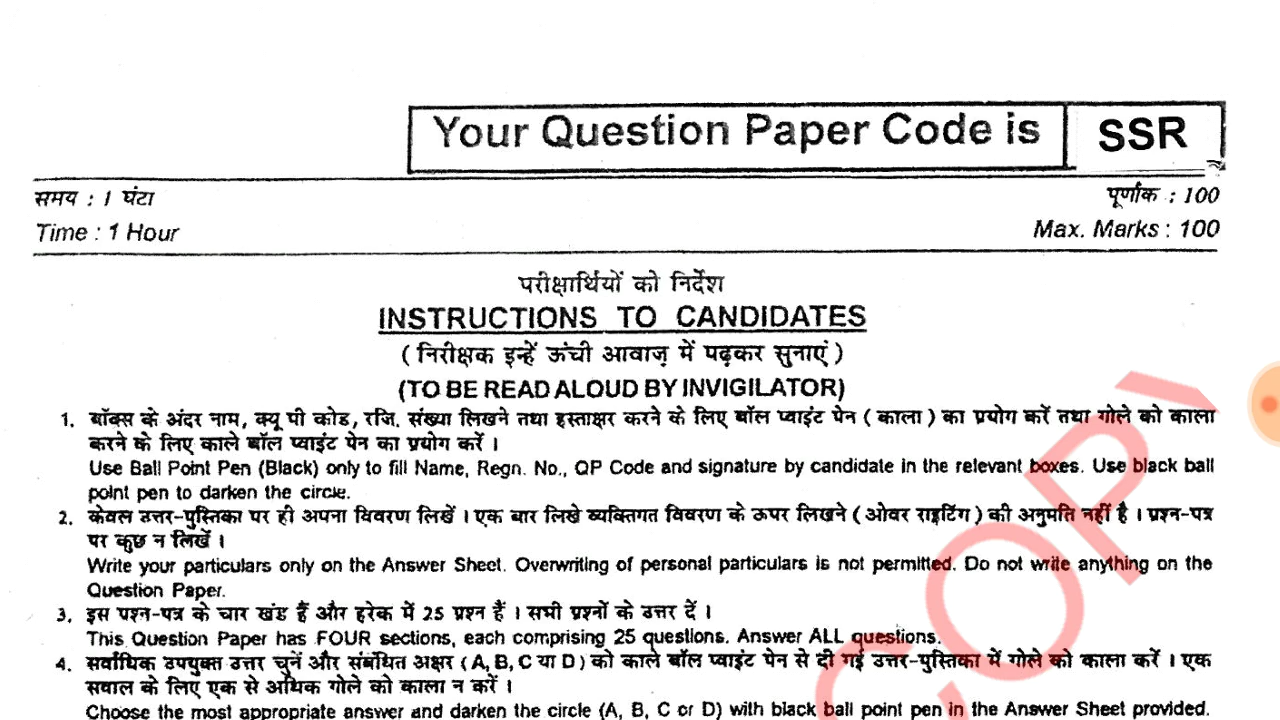 Your Question Paper Code is SSR
समय : 1 घंटा पूर्णांक : 100
Time : 1 Hour Max. Marks : 100
परीक्षार्थियों को निर्देश
INSTRUCTIONS TO CANDIDATES
( निरीक्षक इन्हें ऊंची आवाज़ में पढ़कर सुनाएं )
(TO BE READ ALOUD BY INVIGILATOR)
1. बॉक्स के अंदर नाम, क्यू पी कोड, रजि. संख्या लिखने तथा हस्ताक्षर करने के लिए बॉल प्वाइंट पेन ( काला ) का प्रयोग करें तथा गोले को काला
करने के लिए काले बॉल प्वाइंट पेन का प्रयोग करें ।
Use Ball Point Pen (Black) only to fill Name, Regn. No., QP Code and signature by candidate in the relevant boxes. Use black ball
point pen to darken the circle.
2. केवल उत्तर-पुस्तिका पर ही अपना विवरण लिखें । एक बार लिखे व्यक्तिगत विवरण के ऊपर लिखने ( ओवर राइटिंग ) की अनुमति नहीं है । प्रश्न-पत्र
पर कुछ न लिखें ।
Write your particulars only on the Answer Sheet. Overwriting of personal particulars is not permitted. Do not write anything on the
Question Paper.
3. इस प्रश्न-पत्र के चार खंड हैं और हरेक में 25 प्रश्न हैं । सभी प्रश्नों के उत्तर दें ।
This Question Paper has FOUR sections, each comprising 25 questions. Answer ALL questions.
4. सर्वाधिक उपयुक्त उत्तर चुनें और संबंधित अक्षर ( A, B, C या D ) को काले बॉल प्वाइंट पेन से दी गई उत्तर-पुस्तिका में गोले को काला करें । एक
सवाल के लिए एक से अधिक गोले को काला न करें ।
Choose the most appropriate answer and darken the circle (A, B, C or D) with black ball point pen in the Answer Sheet provided.
COPY